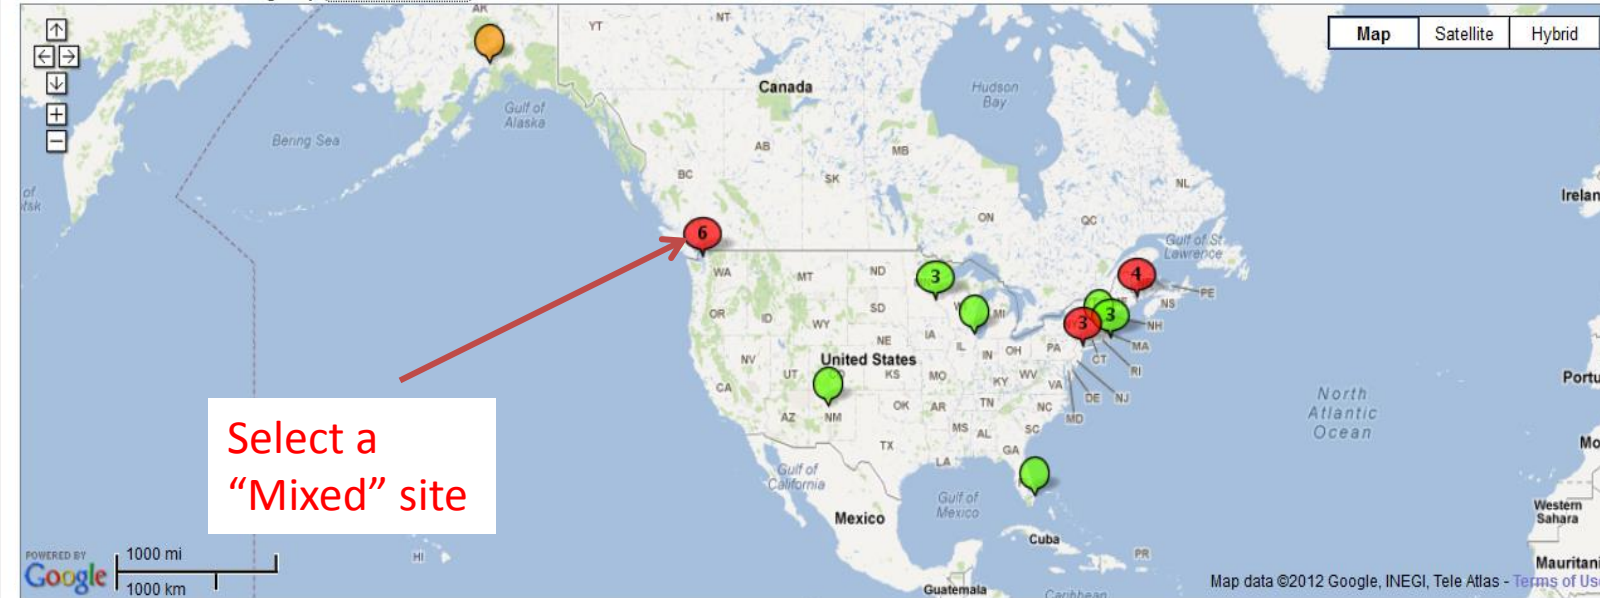 AK
NT
YT
Map
Satellite
Hybrid
Canada
Hudson
Bay
Gulf of
Alaska
Bering Sea
AB
MB
BC
SK
NL
of
Irelan
ON
QC
6
Gulf of St
Lawrence
WA
MT
ND
3
4
PE
NS
OR
ID
SD
MI
3
3
NH
WY
IA
MA
NE
IL
IN
OH
PA
CT
RI
NV
United States
UT
KS
MO
KY
WV
VA
Portu
CA
DE
NJ
OK
AR
TN
NC
MD
AZ
NM
North
Atlantic
Ocean
MS
AL
SC
TX
GA
LA
Mo
Select a
“Mixed” site
Gulf of
California
Gulf of
Mexico
Mexico
Western
Sahara
Cuba
PR
HI
POWERED BY
Google
1000 mi
1000 km
Mauritani
Guatemala
Caribbean
Map data ©2012 Google, INEGI, Tele Atlas - Terms of Use